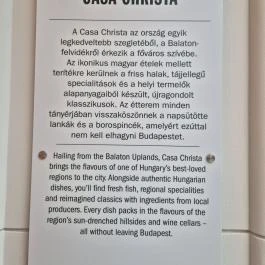 CASA CHRISTA
A Casa Christa az ország egyik
legkedveltebb szegletéből, a Balaton-
felvidékről érkezik a főváros szívébe.
Az ikonikus magyar ételek mellett
terítékre kerülnek a friss halak, tájjellegű
specialitások és a helyi termelők
alapanyagaiból készült, újragondolt
klasszikusok. Az étterem minden
tányérjában visszaköszönnek a napsütötte
lankák és a borospincék, amelyért ezúttal
nem kell elhagyni Budapestet.
Hailing from the Balaton Uplands, Casa Christa
brings the flavours of one of Hungary's best-loved
regions to the city. Alongside authentic Hungarian
dishes, you'll find fresh fish, regional specialities
and reimagined classics with ingredients from local
producers. Every dish packs in the flavours of the
region's sun-drenched hillsides and wine cellars –
all without leaving Budapest.